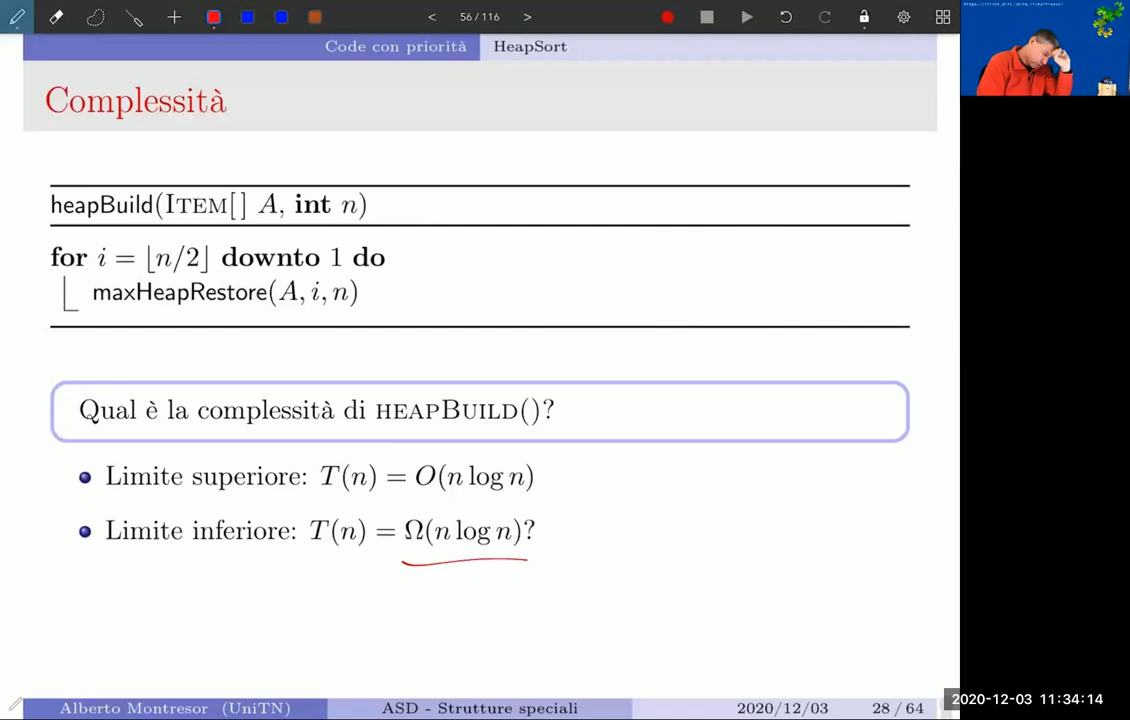 56 / 116
Code con priorità HeapSort
Complessità
heapBuild(ITEM[ ] A, int n)
for i = ⌊n/2⌋ downto 1 do
maxHeapRestore(A, i, n)
Qual è la complessità di HEAPBUILD()?
Limite superiore: T(n) = O(n log n)
Limite inferiore: T(n) = Ω(n log n)?
Alberto Montresor (UniTN) ASD - Strutture speciali 2020/12/03 28 / 64
2020-12-03 11:34:14